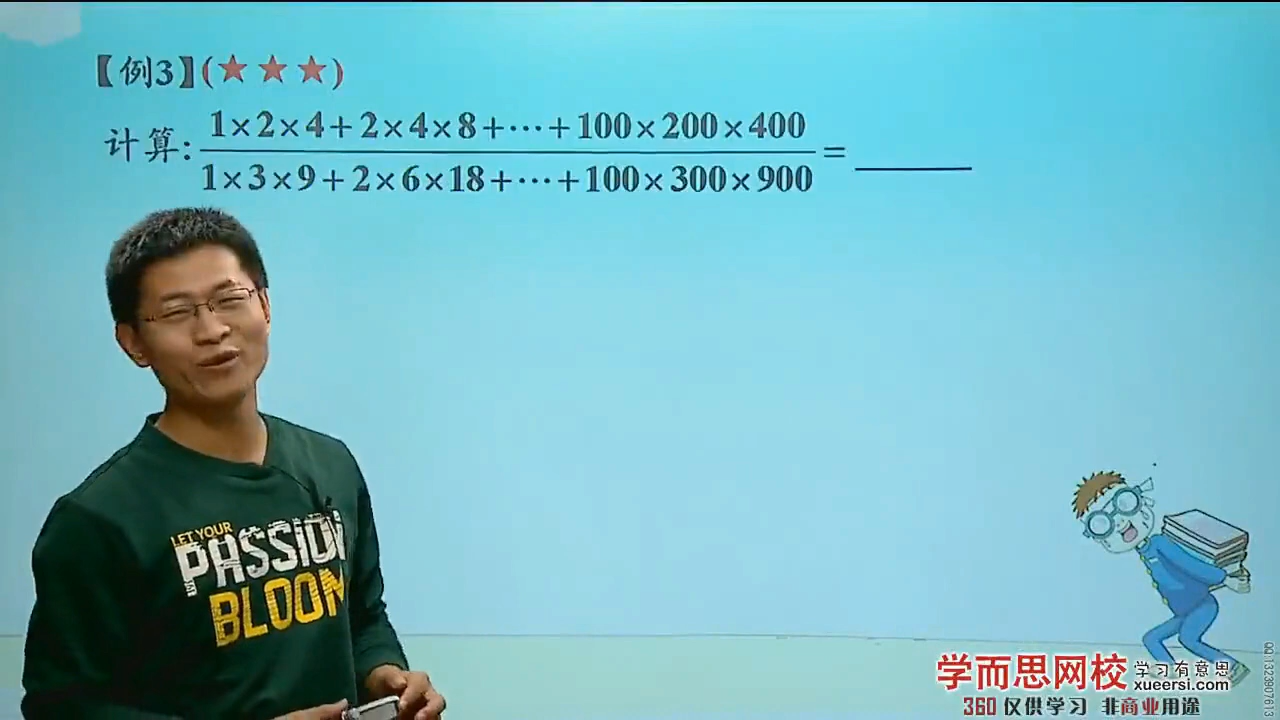 【例3】(★★★)
计算: (1×2×4+2×4×8+⋯+100×200×400)/(1×3×9+2×6×18+⋯+100×300×900) = ______
LET YOUR
PASSION
BLOOM
学而思网校 学习有意思
xueersi.com
360 仅供学习 非商业用途